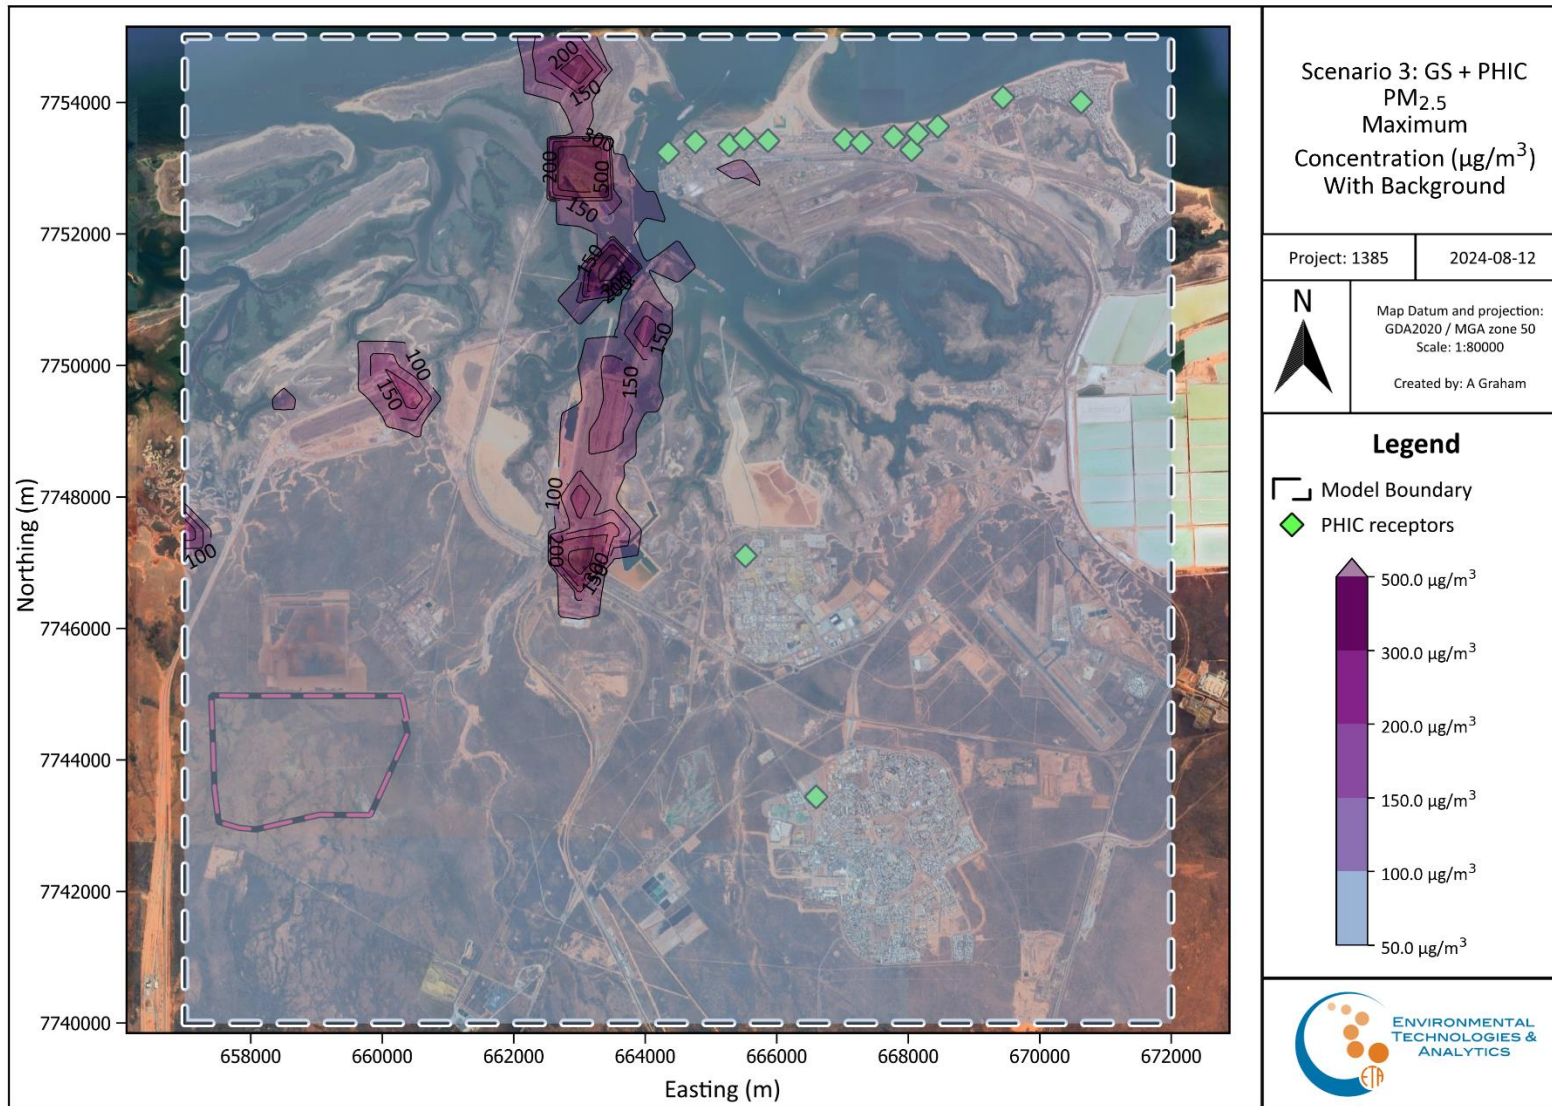 Scenario 3: GS + PHIC
PM2.5
Maximum
Concentration (µg/m³)
With Background
Project: 1385
2024-08-12
N
Map Datum and projection:
GDA2020 / MGA zone 50
Scale: 1:80000
Created by: A Graham
Legend
Model Boundary
PHIC receptors
500.0 µg/m³
300.0 µg/m³
200.0 µg/m³
150.0 µg/m³
100.0 µg/m³
50.0 µg/m³
ENVIRONMENTAL
TECHNOLOGIES &
ANALYTICS
ETA
Northing (m)
7754000
7752000
7750000
7748000
7746000
7744000
7742000
7740000
200
150
300
200
500
150
150
200
150
150
100
150
100
100
200
300
150
658000
660000
662000
664000
666000
668000
670000
672000
Easting (m)